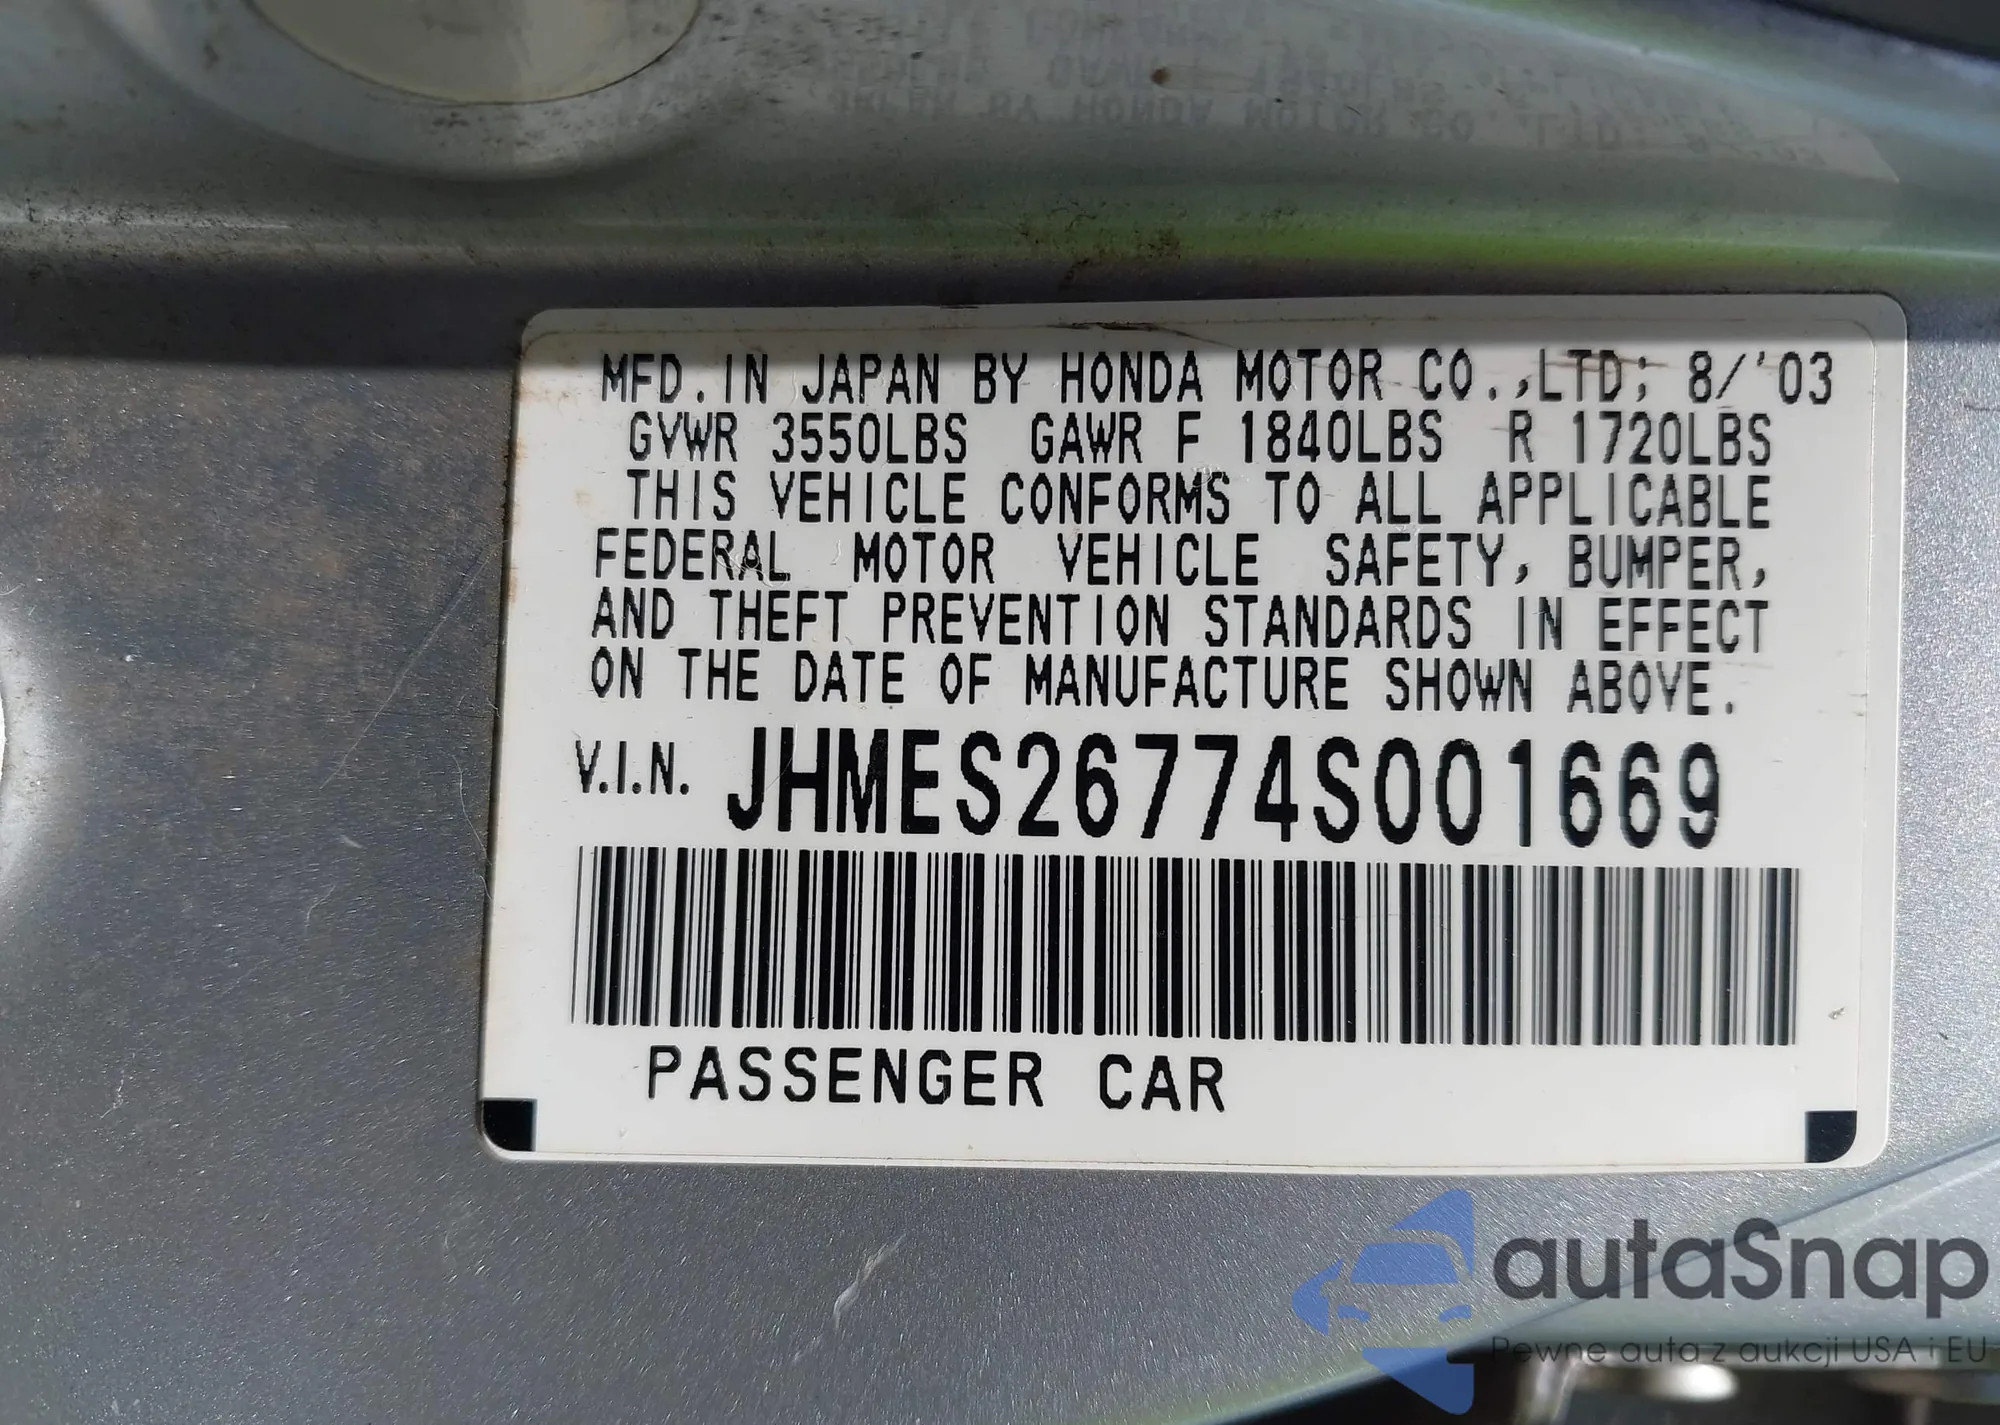 MFD. IN JAPAN BY HONDA MOTOR CO.,LTD; 8/'03
GVWR 3550LBS GAWR F 1840LBS R 1720LBS
THIS VEHICLE CONFORMS TO ALL APPLICABLE
FEDERAL MOTOR VEHICLE SAFETY, BUMPER,
AND THEFT PREVENTION STANDARDS IN EFFECT
ON THE DATE OF MANUFACTURE SHOWN ABOVE.
V.I.N. JHMES26774S001669
PASSENGER CAR
autaSnap
Pewne auta z aukcji USA i EU